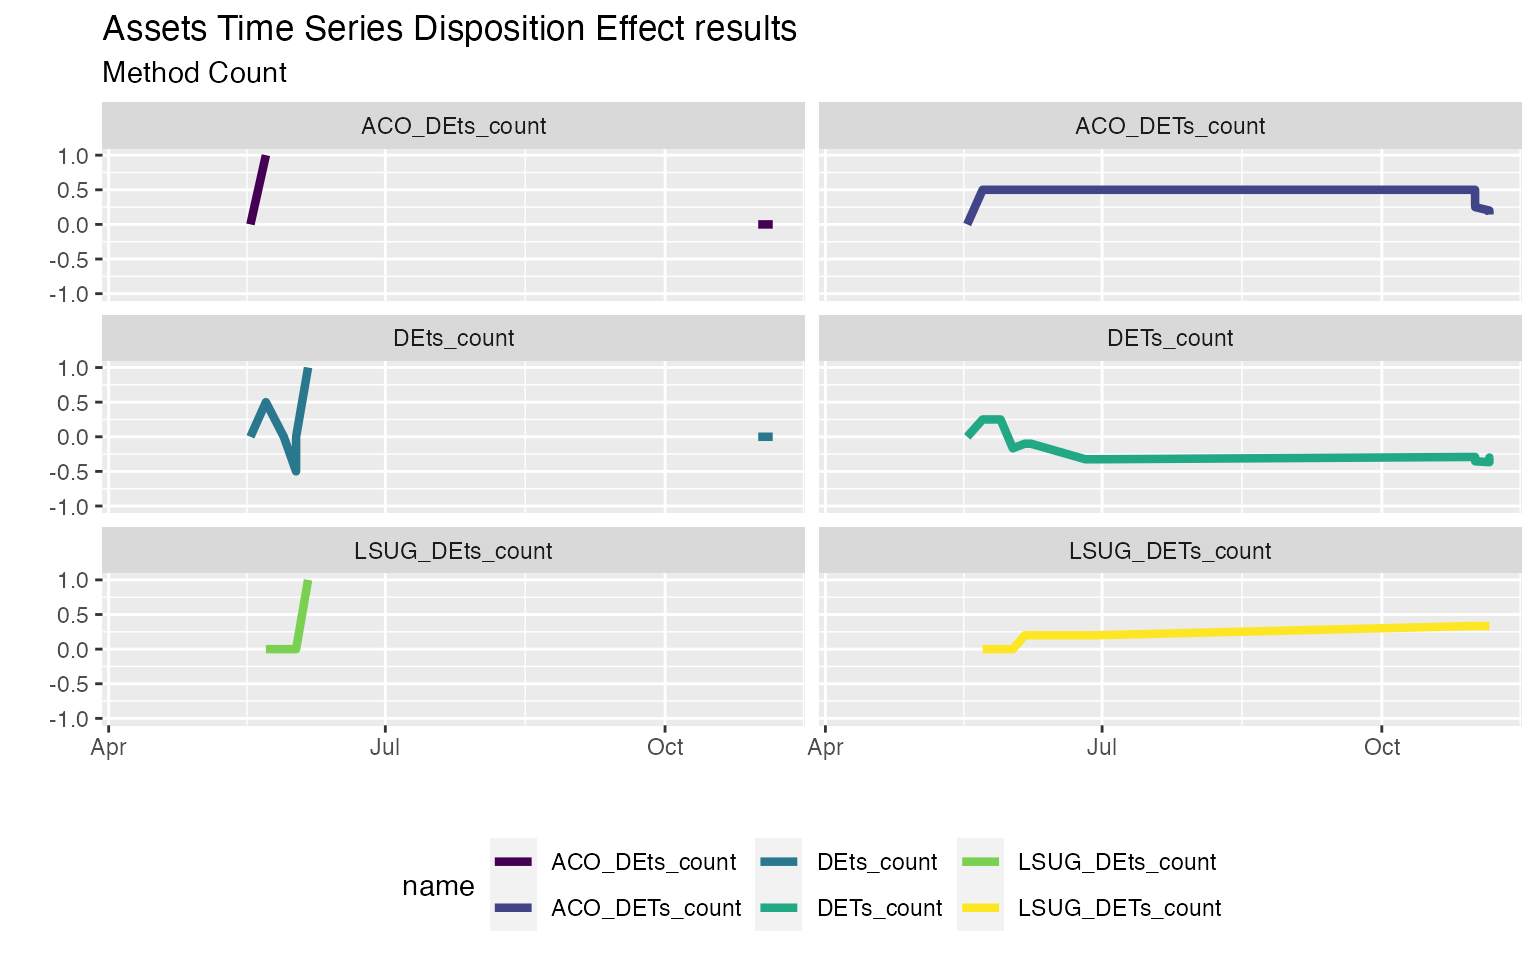 Assets Time Series Disposition Effect results
Method Count
ACO_DEts_count
ACO_DETs_count
1.0
0.5
0.0
-0.5
-1.0
DEts_count
DETs_count
1.0
0.5
0.0
-0.5
-1.0
LSUG_DEts_count
LSUG_DETs_count
1.0
0.5
0.0
-0.5
-1.0
Apr Jul Oct Apr Jul Oct
name
ACO_DEts_count DEts_count LSUG_DEts_count
ACO_DETs_count DETs_count LSUG_DETs_count